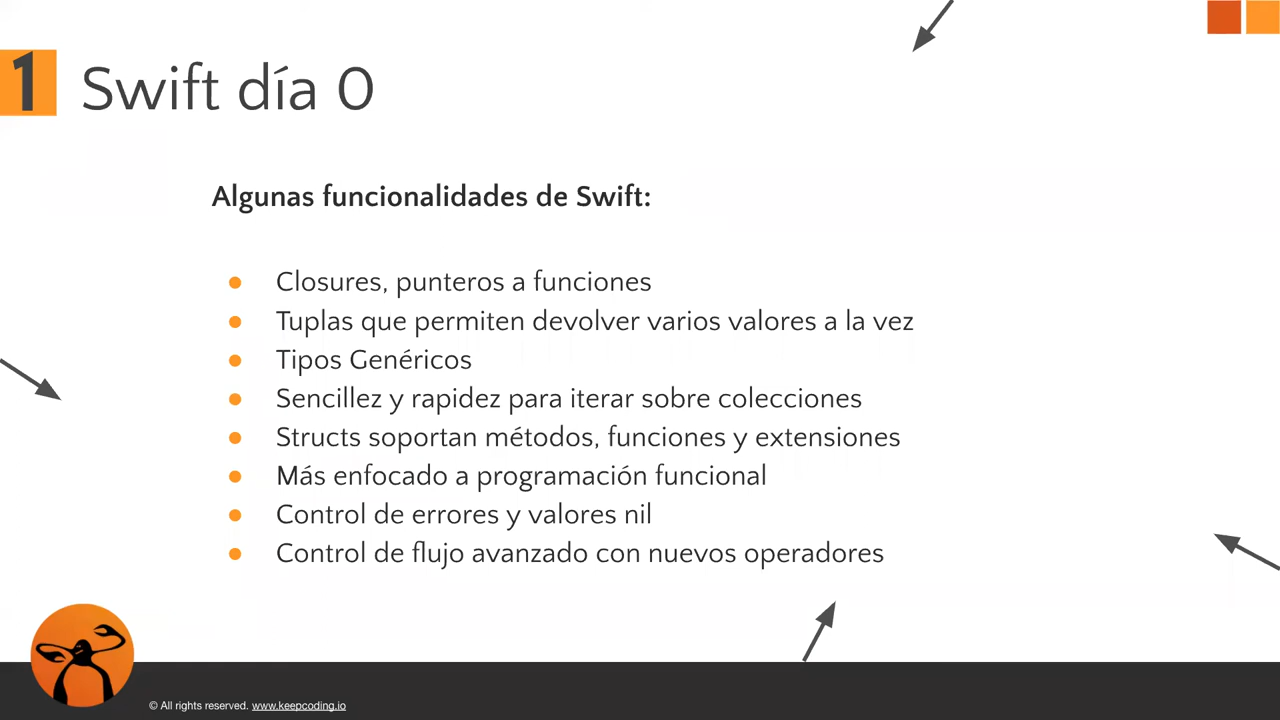 1 Swift día 0
Algunas funcionalidades de Swift:
● Closures, punteros a funciones
● Tuplas que permiten devolver varios valores a la vez
● Tipos Genéricos
● Sencillez y rapidez para iterar sobre colecciones
● Structs soportan métodos, funciones y extensiones
● Más enfocado a programación funcional
● Control de errores y valores nil
● Control de flujo avanzado con nuevos operadores
© All rights reserved. www.keepcoding.io